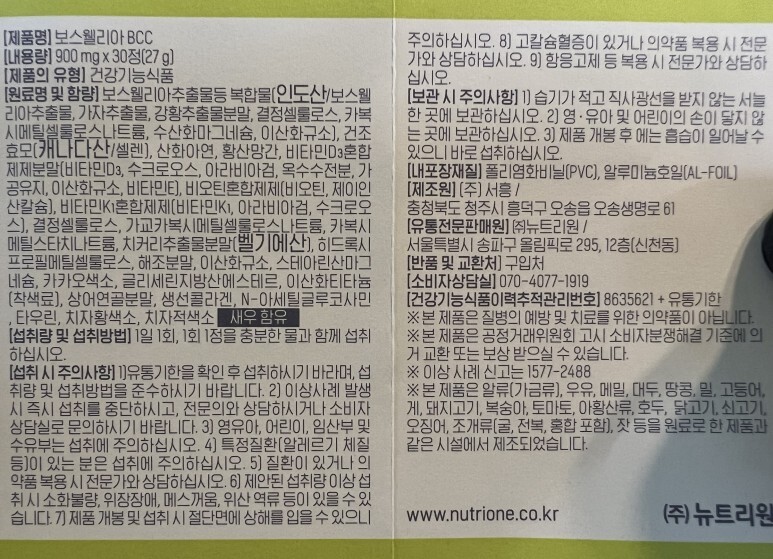 [제품명] 보스웰리아 BCC
[내용량] 900 mg x 30정(27 g)
[제품의 유형] 건강기능식품
[원료명 및 함량] 보스웰리아추출물등 복합물(인도산/보스웰
리아추출물, 가자추출물, 강황추출물분말, 결정셀룰로스, 카복
시메틸셀룰로스나트륨, 수산화마그네슘, 이산화규소), 건조
효모(캐나다산/셀렌), 산화아연, 황산망간, 비타민D₃혼합
제제분말(비타민D₃, 수크로오스, 아라비아검, 옥수수전분, 가
공유지, 이산화규소, 비타민E), 비오틴혼합제제(비오틴, 제이인
산칼슘), 비타민K₁혼합제제(비타민K₁, 아라비아검, 수크로오
스), 결정셀룰로스, 가교카복시메틸셀룰로스나트륨, 카복시
메틸스타치나트륨, 치커리추출물분말(벨기에산), 히드록시
프로필메틸셀룰로스, 해조분말, 이산화규소, 스테아린산마그
네슘, 카카오색소, 글리세린지방산에스테르, 이산화티타늄
(착색료), 상어연골분말, 생선콜라겐, N-아세틸글루코사민
, 타우린, 치자황색소, 치자적색소 새우 함유
[섭취량 및 섭취방법] 1일 1회, 1회 1정을 충분한 물과 함께 섭취
하십시오.
[섭취 시 주의사항] 1)유통기한을 확인 후 섭취하시기 바라며, 섭
취량 및 섭취방법을 준수하시기 바랍니다. 2) 이상사례 발생
시 즉시 섭취를 중단하시고, 전문의와 상담하시거나 소비자
상담실로 문의하시기 바랍니다. 3) 영유아, 어린이, 임산부 및
수유부는 섭취에 주의하십시오. 4) 특정질환(알레르기 체질
등)이 있는 분은 섭취에 주의하십시오. 5) 질환이 있거나 의
약품 복용 시 전문가와 상담하십시오. 6) 제안된 섭취량 이상 섭
취 시 소화불량, 위장장애, 메스꺼움, 위산 역류 등이 있을 수 있
습니다. 7) 제품 개봉 및 섭취 시 절단면에 상해를 입을 수 있으니
주의하십시오. 8) 고칼슘혈증이 있거나 의약품 복용 시 전문
가와 상담하십시오. 9) 항응고제 등 복용 시 전문가와 상담하
십시오.
[보관 시 주의사항] 1) 습기가 적고 직사광선을 받지 않는 서늘
한 곳에 보관하십시오. 2) 영·유아 및 어린이의 손이 닿지 않
는 곳에 보관하십시오. 3) 제품 개봉 후 에는 흡습이 일어날 수
있으니 바로 섭취하십시오.
[내포장재질] 폴리염화비닐(PVC), 알루미늄호일(AL-FOIL)
[제조원] (주) 서흥 /
충청북도 청주시 흥덕구 오송읍 오송생명로 61
[유통전문판매원] ㈜뉴트리원 /
서울특별시 송파구 올림픽로 295, 12층(신천동)
[반품 및 교환처] 구입처
[소비자상담실] 070-4077-1919
[건강기능식품이력추적관리번호] 8635621 + 유통기한
※ 본 제품은 질병의 예방 및 치료를 위한 의약품이 아닙니다.
※ 본 제품은 공정거래위원회 고시 소비자분쟁해결 기준에 의
거 교환 또는 보상 받으실 수 있습니다.
※ 이상 사례 신고는 1577-2488
※ 본 제품은 알류(가금류), 우유, 메밀, 대두, 땅콩, 밀, 고등어,
게, 돼지고기, 복숭아, 토마토, 아황산류, 호두, 닭고기, 쇠고기,
오징어, 조개류(굴, 전복, 홍합 포함), 잣 등을 원료로 한 제품과
같은 시설에서 제조되었습니다.
www.nutrione.co.kr
(주) 뉴트리원